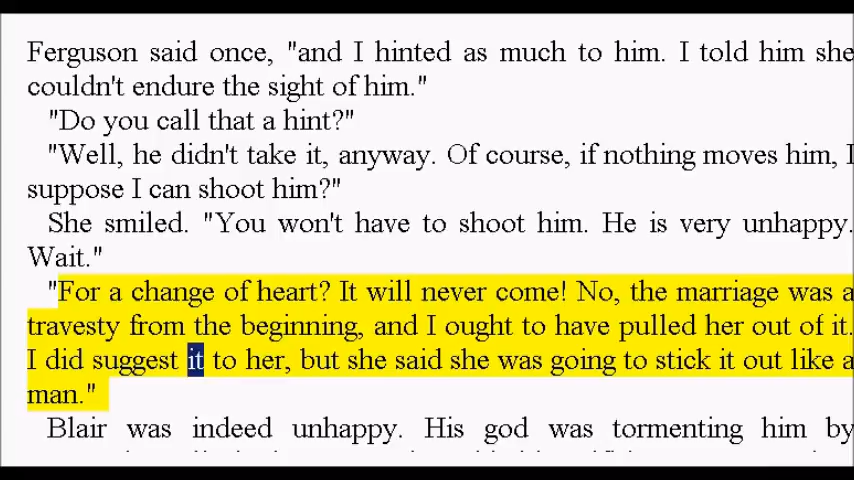 Ferguson said once, "and I hinted as much to him. I told him she
couldn't endure the sight of him."
"Do you call that a hint?"
"Well, he didn't take it, anyway. Of course, if nothing moves him, I
suppose I can shoot him?"
She smiled. "You won't have to shoot him. He is very unhappy.
Wait."
"For a change of heart? It will never come! No, the marriage was a
travesty from the beginning, and I ought to have pulled her out of it.
I did suggest it to her, but she said she was going to stick it out like a
man."
Blair was indeed unhappy. His god was tormenting him by